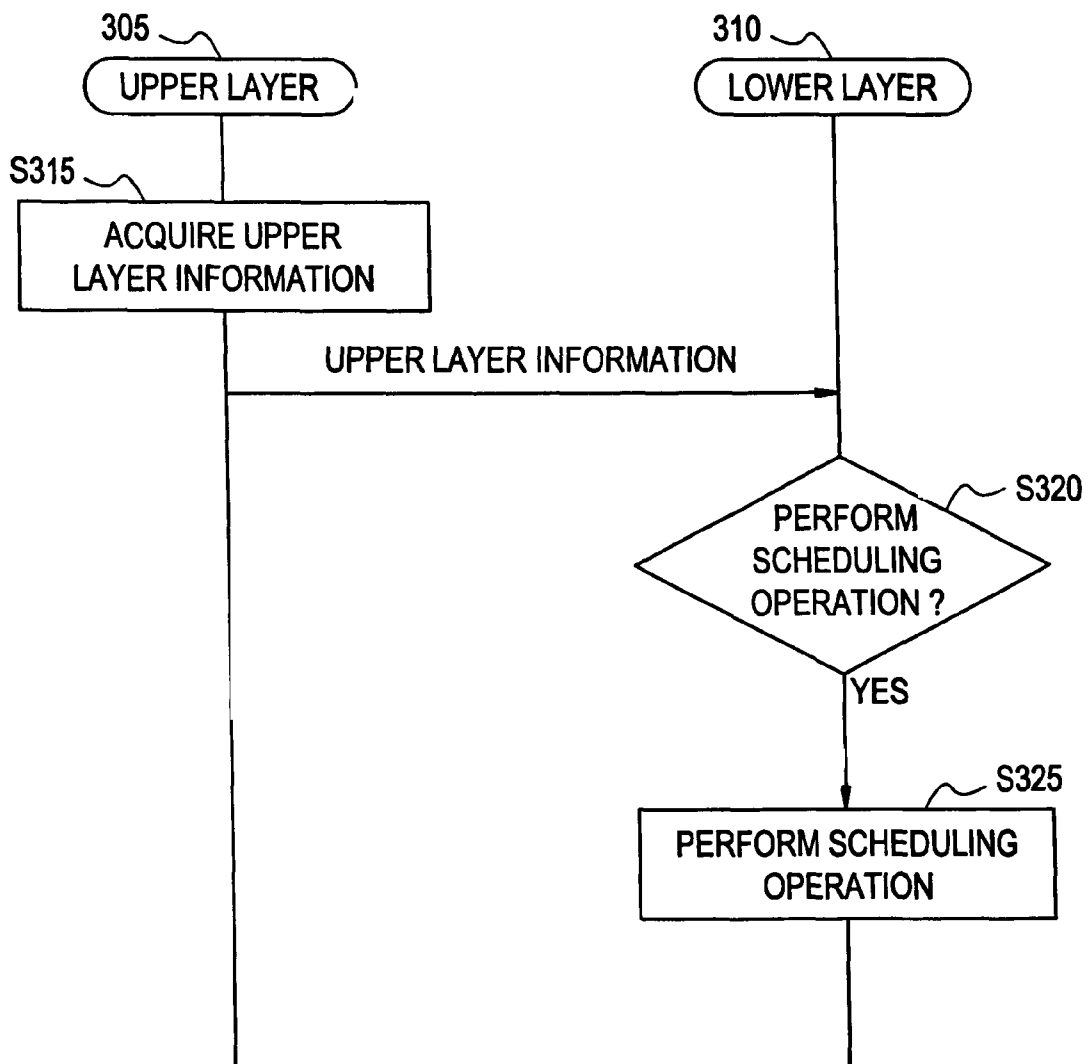 305
310
UPPER LAYER
LOWER LAYER
S315
ACQUIRE UPPER
LAYER INFORMATION
UPPER LAYER INFORMATION
S320
PERFORM
SCHEDULING
OPERATION ?
YES
S325
PERFORM SCHEDULING
OPERATION